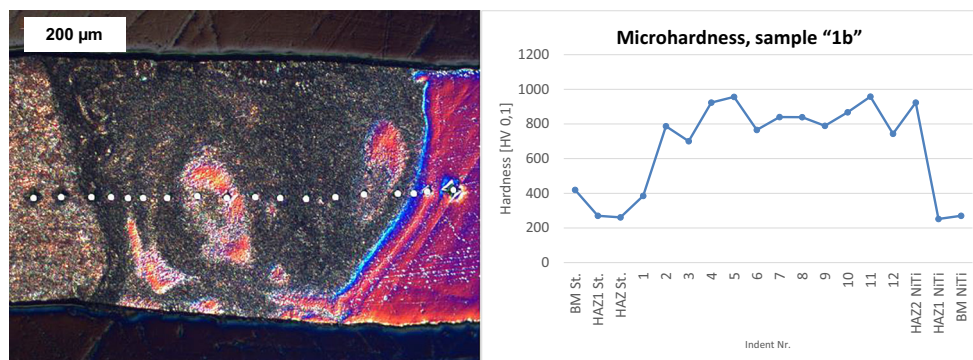 200 µm
Microhardness, sample “1b”
Hardness [HV 0,1]
1200
1000
800
600
400
200
0
BM St.
HAZ1 St.
HAZ St.
1
2
3
4
5
6
7
8
9
10
11
12
HAZ2 NiTi
HAZ1 NiTi
BM NiTi
Indent Nr.